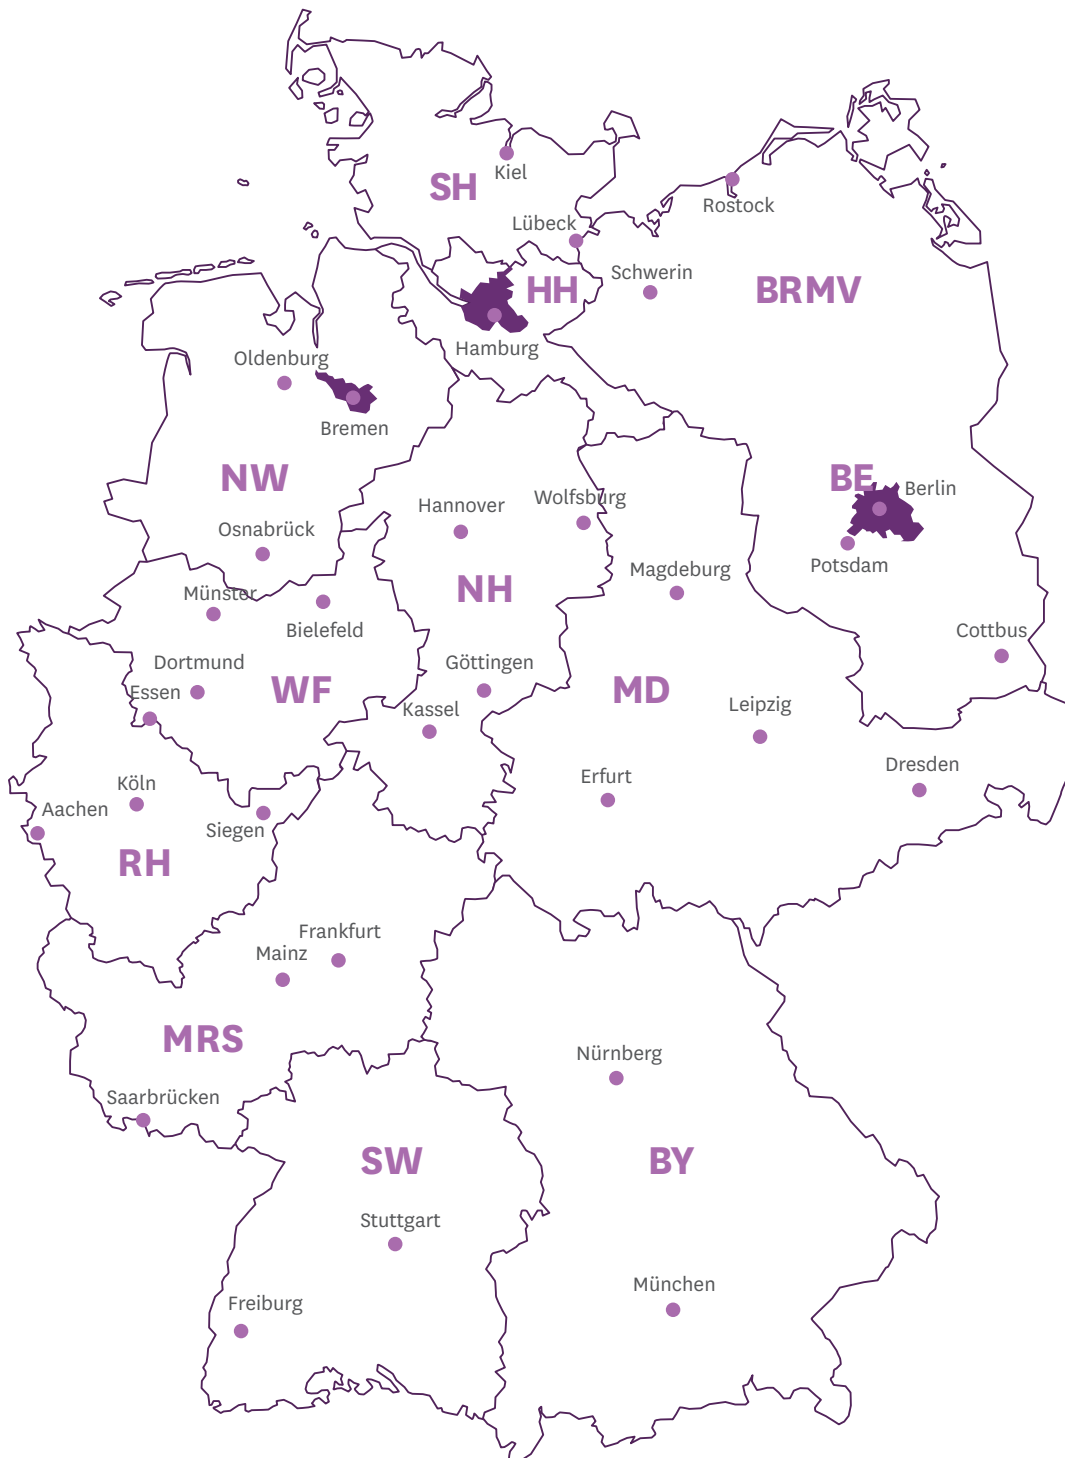 Kiel
SH
Rostock
Lübeck
Schwerin
HH
BRMV
Hamburg
Oldenburg
Bremen
NW
BE
Berlin
Hannover
Wolfsburg
Osnabrück
Potsdam
Magdeburg
NH
Münster
Bielefeld
Cottbus
Dortmund
Göttingen
Essen
WF
MD
Kassel
Leipzig
Dresden
Erfurt
Köln
Aachen
Siegen
RH
Frankfurt
Mainz
MRS
Nürnberg
Saarbrücken
SW
BY
Stuttgart
München
Freiburg